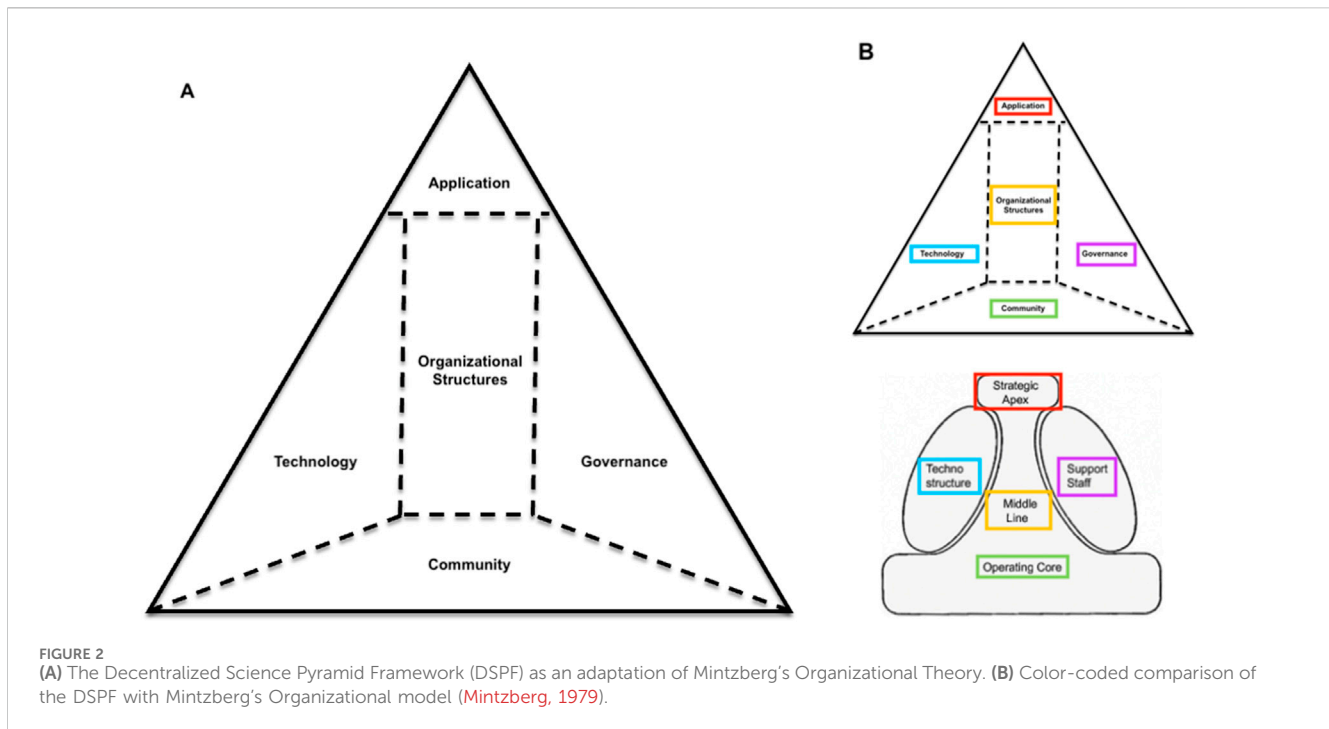 A
Application
Organizational
Structures
Technology
Governance
Community
B
Application
Organizational
Structures
Technology
Governance
Community
Strategic
Apex
Techno
structure
Support
Staff
Middle
Line
Operating Core
FIGURE 2
(A) The Decentralized Science Pyramid Framework (DSPF) as an adaptation of Mintzberg's Organizational Theory. (B) Color-coded comparison of
the DSPF with Mintzberg's Organizational model (Mintzberg, 1979).